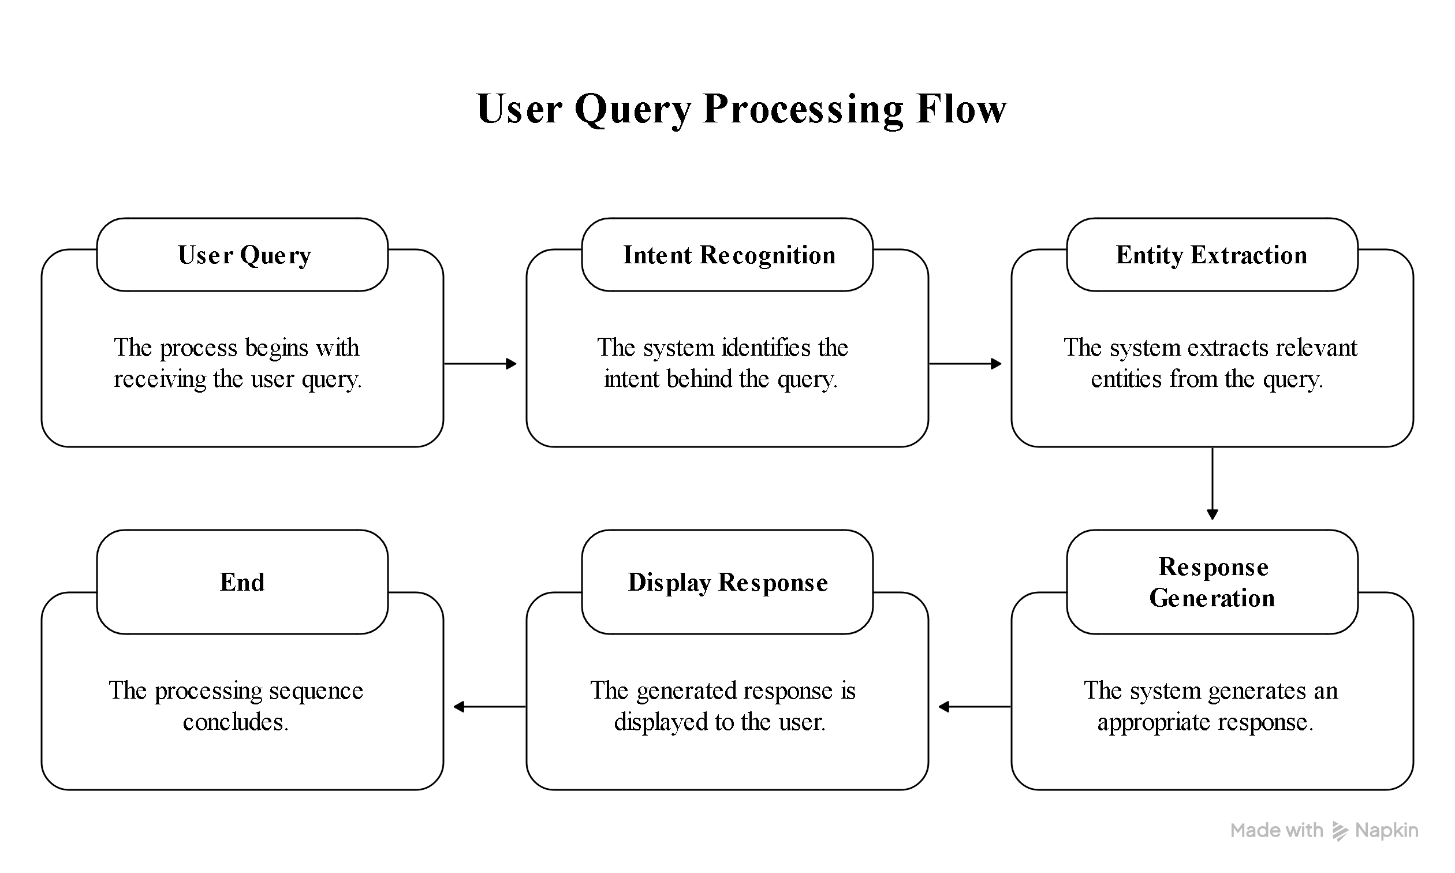 User Query Processing Flow
User Query
The process begins with
receiving the user query.
Intent Recognition
The system identifies the
intent behind the query.
Entity Extraction
The system extracts relevant
entities from the query.
Response
Generation
The system generates an
appropriate response.
Display Response
The generated response is
displayed to the user.
End
The processing sequence
concludes.
Made with Napkin